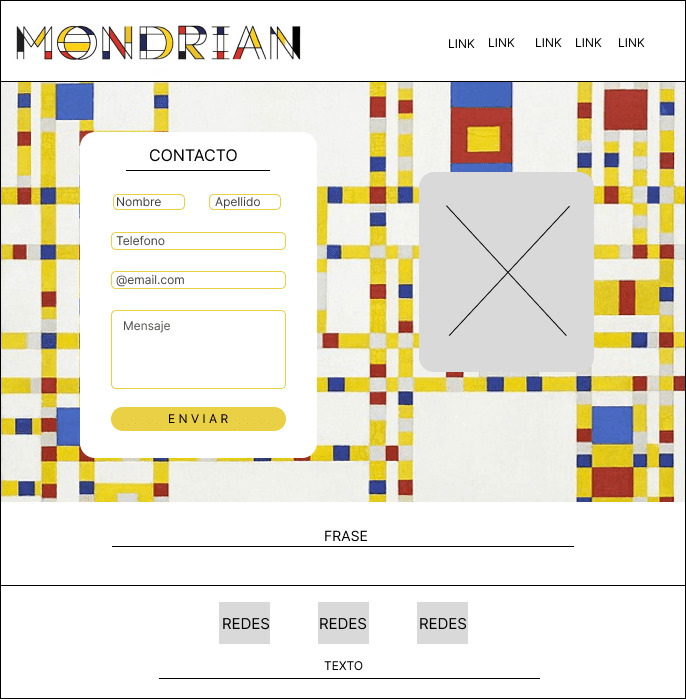 MONDRIAN
LINK LINK LINK LINK LINK
CONTACTO
Nombre Apellido
Telefono
@email.com
Mensaje
ENVIAR
FRASE
REDES REDES REDES
TEXTO